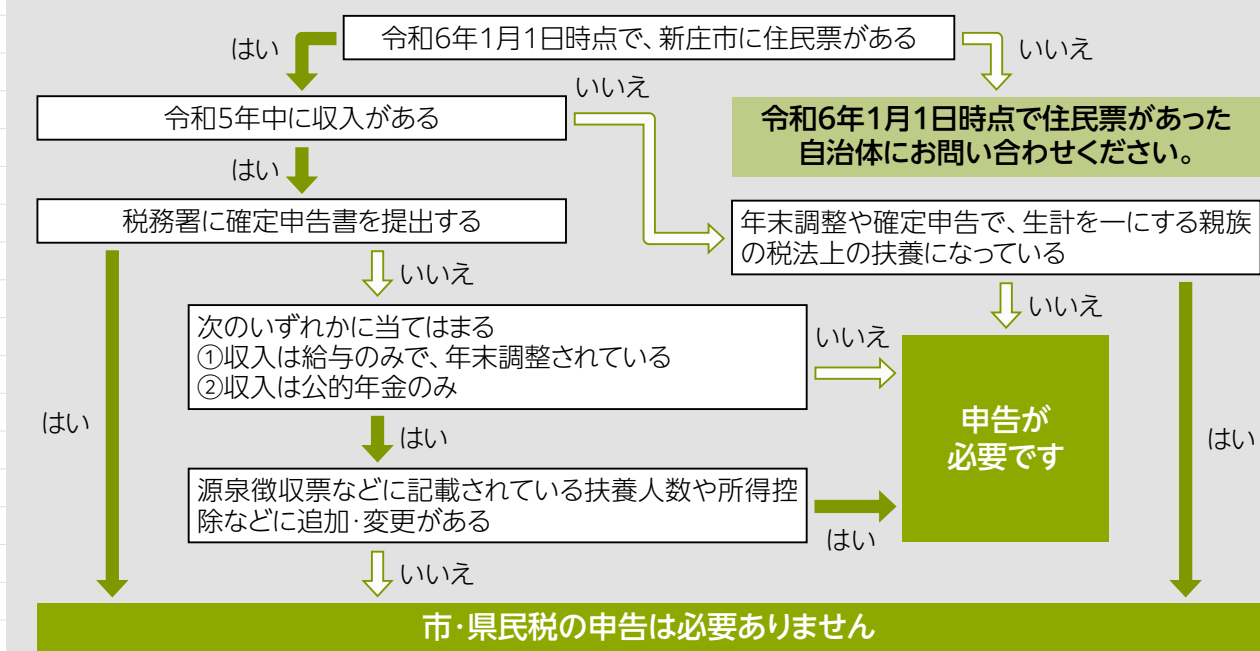 令和6年1月1日時点で、新庄市に住民票がある
はい
いいえ
令和5年中に収入がある
いいえ
令和6年1月1日時点で住民票があった
自治体にお問い合わせください。
はい
税務署に確定申告書を提出する
年末調整や確定申告で、生計を一にする親族
の税法上の扶養になっている
いいえ
いいえ
次のいずれかに当てはまる
①収入は給与のみで、年末調整されている
②収入は公的年金のみ
いいえ
はい
はい
申告が
必要です
はい
源泉徴収票などに記載されている扶養人数や所得控
除などに追加・変更がある
はい
いいえ
市・県民税の申告は必要ありません